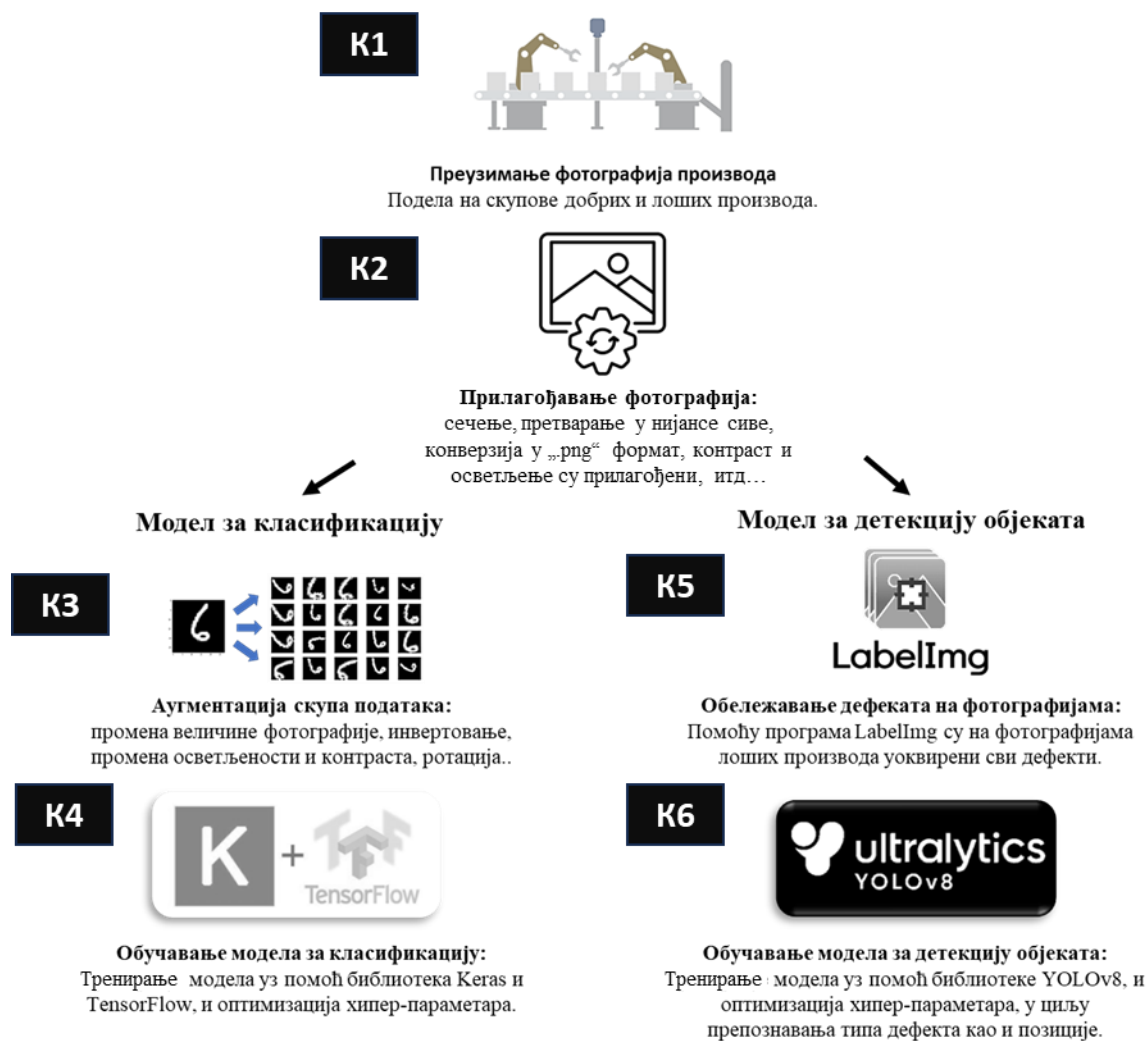 К1
Преузимање фотографија производа
Подела на скупове добрих и лоших производа.
К2
Прилагођавање фотографија:
сечење, претварање у нијансе сиве,
конверзија у „.png“ формат, контраст и
осветљење су прилагођени, итд...
Модел за класификацију
К3
Аугментација скупа података:
промена величине фотографије, инвертовање,
промена осветљености и контраста, ротација..
К4
K + TF
TensorFlow
Обучавање модела за класификацију:
Тренирање модела уз помоћ библиотека Keras и
TensorFlow, и оптимизација хипер-параметара.
Модел за детекцију објеката
К5
LabelImg
Обележавање дефеката на фотографијама:
Помоћу програма LabelImg су на фотографијама
лоших производа уоквирени сви дефекти.
К6
ultralytics
YOLOv8
Обучавање модела за детекцију објеката:
Тренирање модела уз помоћ библиотеке YOLOv8, и
оптимизација хипер-параметара, у циљу
препознавања типа дефекта као и позиције.